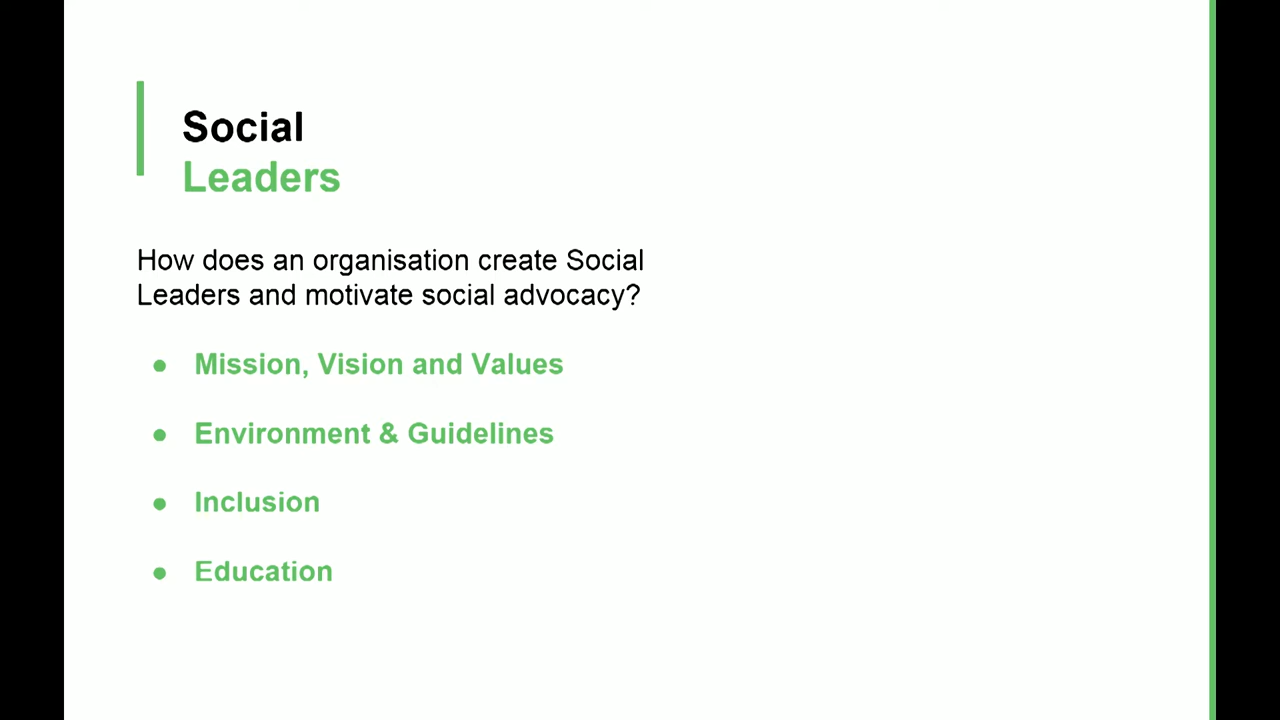 Social
Leaders
How does an organisation create Social
Leaders and motivate social advocacy?
● Mission, Vision and Values
● Environment & Guidelines
● Inclusion
● Education